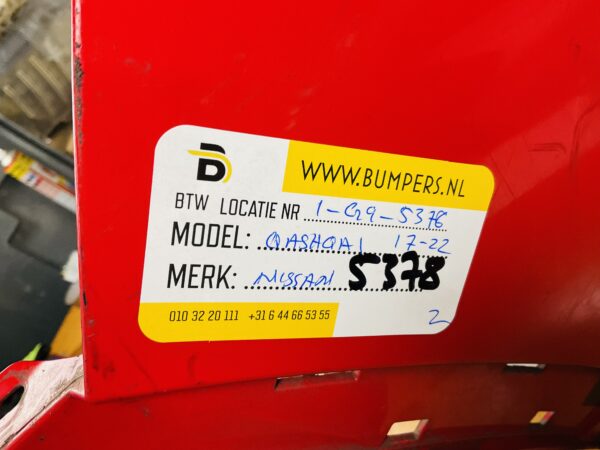 WWW.BUMPERS.NL
BTW LOCATIE NR 1-G9-5378
MODEL: QASHQAI 17-22
MERK: NISSAN 5378
010 32 20 111 +31 6 44 66 53 55
2